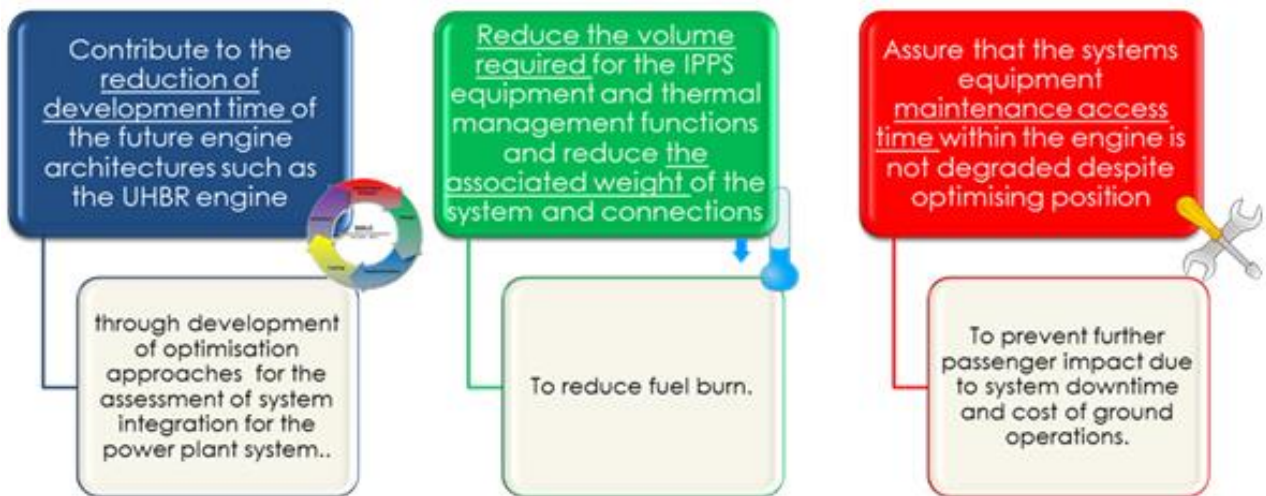 Contribute to the
reduction of
development time of
the future engine
architectures such as
the UHBR engine
through development
of optimisation
approaches for the
assessment of system
integration for the
power plant system..
Reduce the volume
required for the IPPS
equipment and thermal
management functions
and reduce the
associated weight of the
system and connections
To reduce fuel burn.
Assure that the systems
equipment
maintenance access
time within the engine is
not degraded despite
optimising position
To prevent further
passenger impact due
to system downtime
and cost of ground
operations.